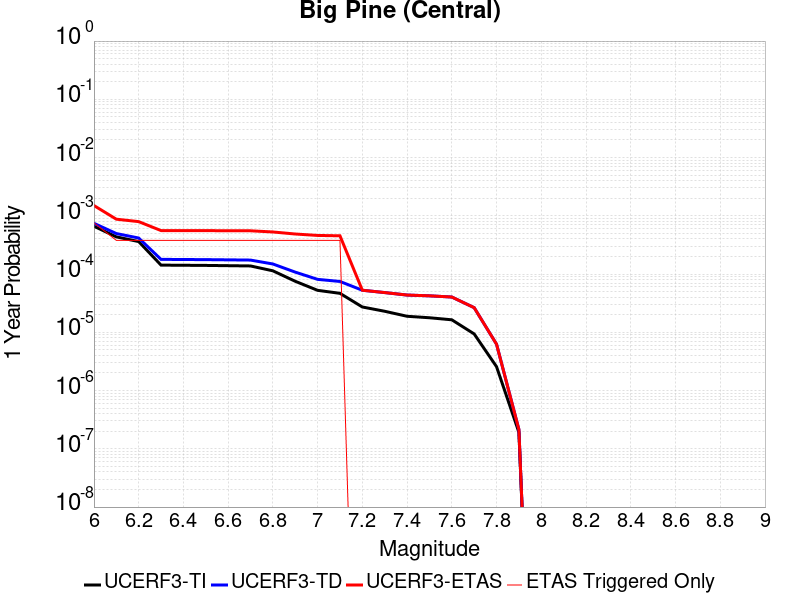 Big Pine (Central)
10^0
10^-1
10^-2
10^-3
10^-4
10^-5
10^-6
10^-7
10^-8
1 Year Probability
6 6.2 6.4 6.6 6.8 7 7.2 7.4 7.6 7.8 8 8.2 8.4 8.6 8.8 9
Magnitude
UCERF3-TI UCERF3-TD UCERF3-ETAS ETAS Triggered Only